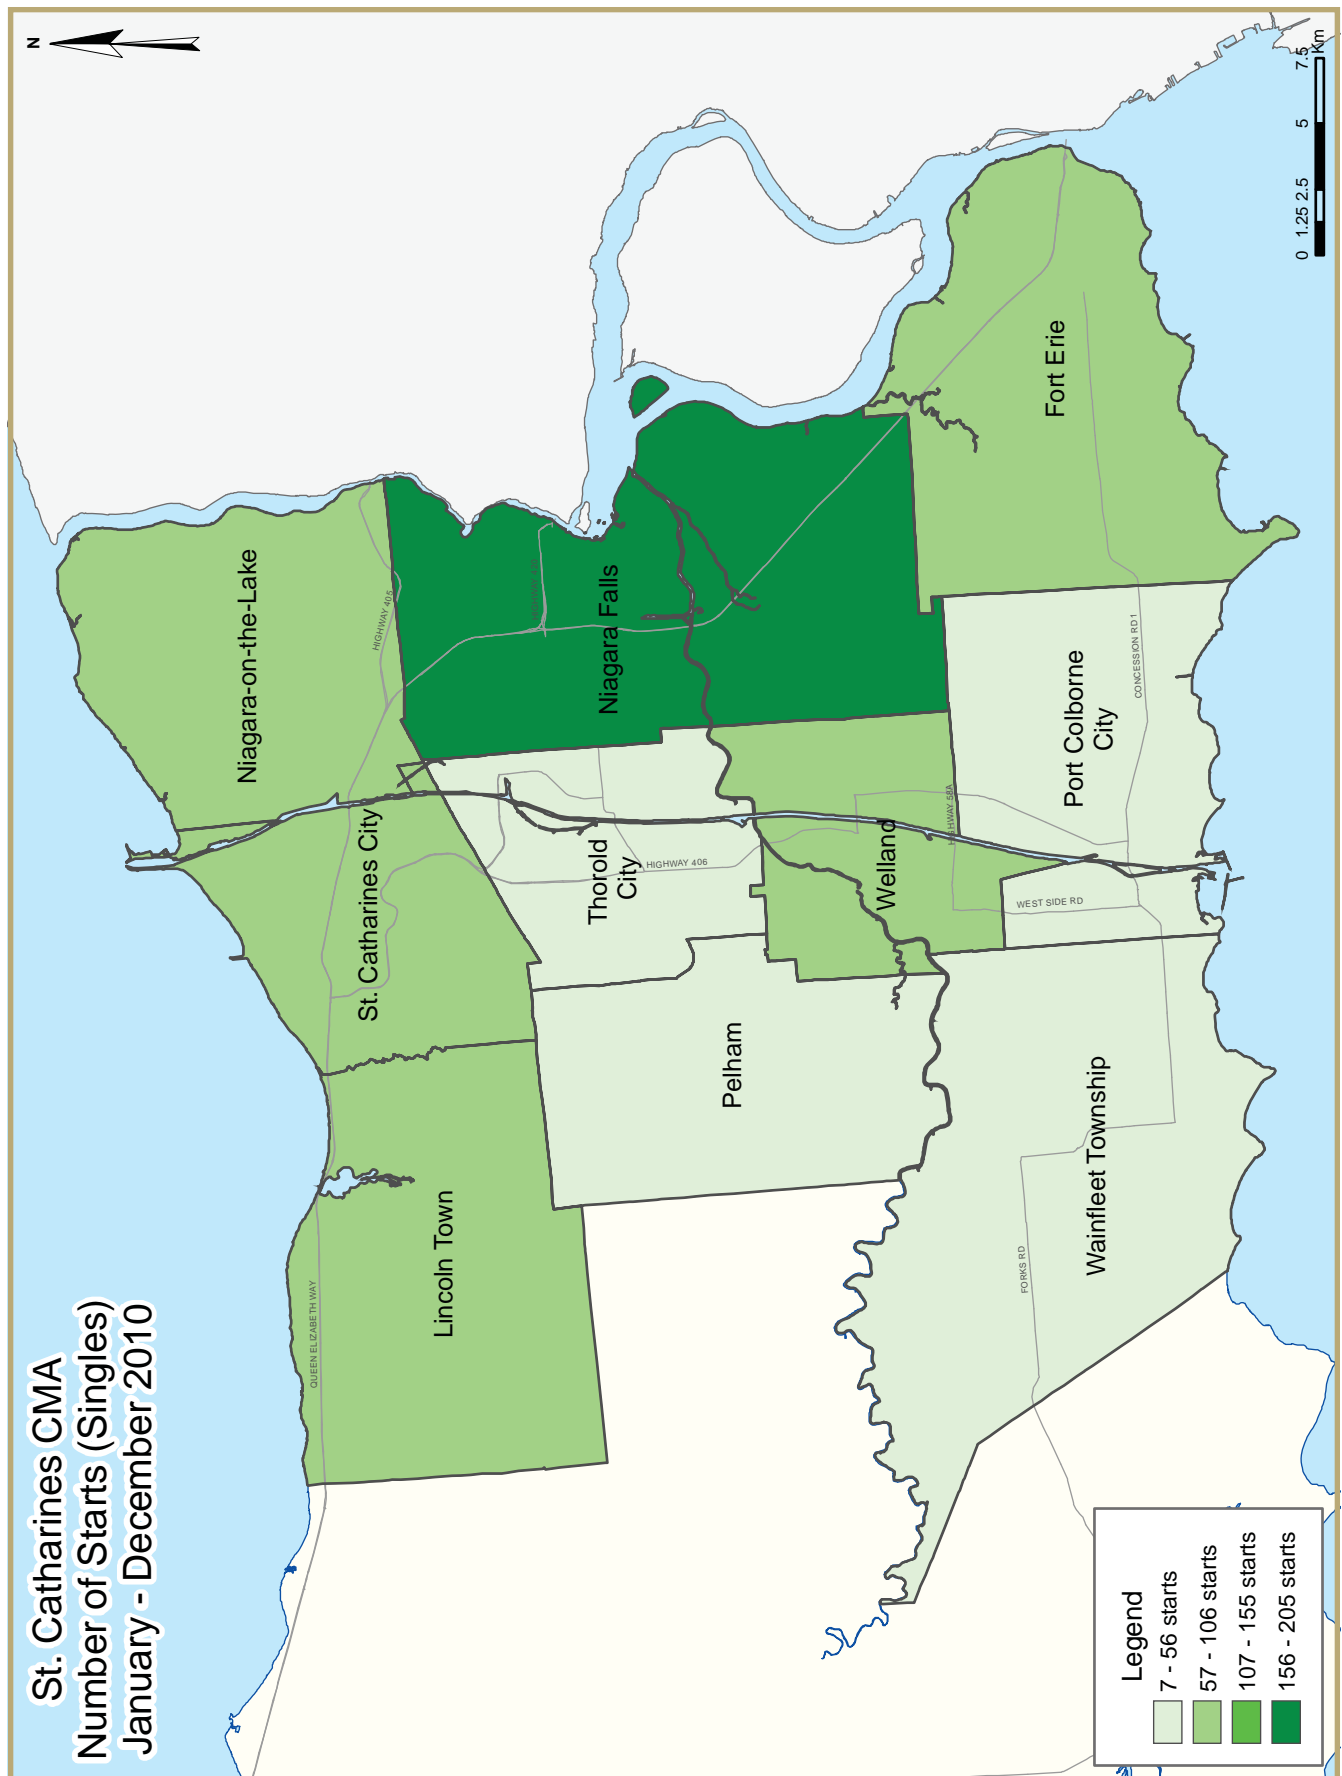 St. Catharines CMA
Number of Starts (Singles)
January - December 2010
N
Niagara-on-the-Lake
HIGHWAY 405
St. Catharines City
QUEEN ELIZABETH WAY
Lincoln Town
Niagara Falls
Thorold
City
HIGHWAY 406
Pelham
Welland
HIGHWAY 58A
Fort Erie
Port Colborne
City
CONCESSION RD 1
WEST SIDE RD
Wainfleet Township
FORKS RD
Legend
7 - 56 starts
57 - 106 starts
107 - 155 starts
156 - 205 starts
0 1.25 2.5 5 7.5
Km